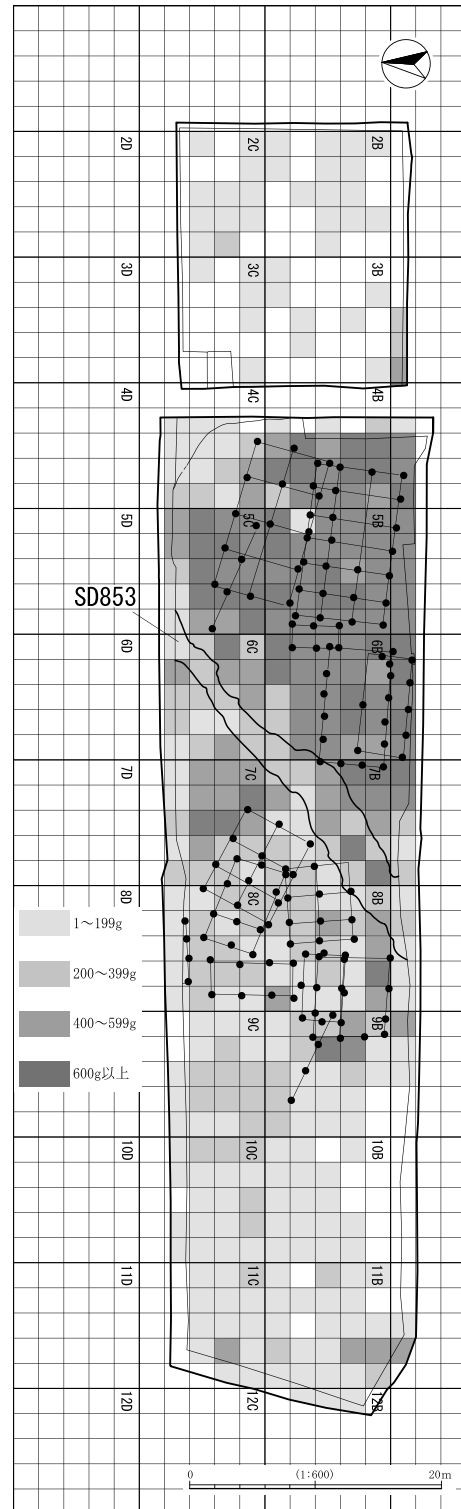 2D 2C 2B
3D 3C 3B
4D 4C 4B
5D 5C 5B
SD853
6D 6C 6B
7D 7C 7B
8D 8C 8B
1～199g
200～399g
9D 9C 9B
400～599g
600g以上
10D 10C 10B
11D 11C 11B
12D 12C 12B
0 (1:600) 20m